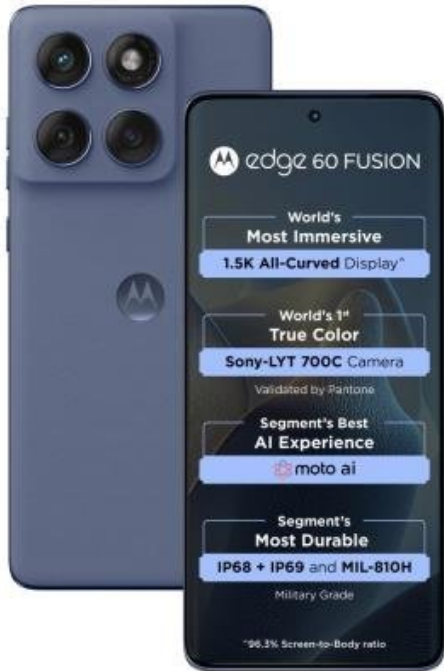 edge 60 FUSION
World's
Most Immersive
1.5K All-Curved Display^
World's 1st
True Color
Sony-LYT 700C Camera
Validated by Pantone
Segment's Best
AI Experience
moto ai
Segment's
Most Durable
IP68 + IP69 and MIL-810H
Military Grade
^96.3% Screen-to-Body ratio